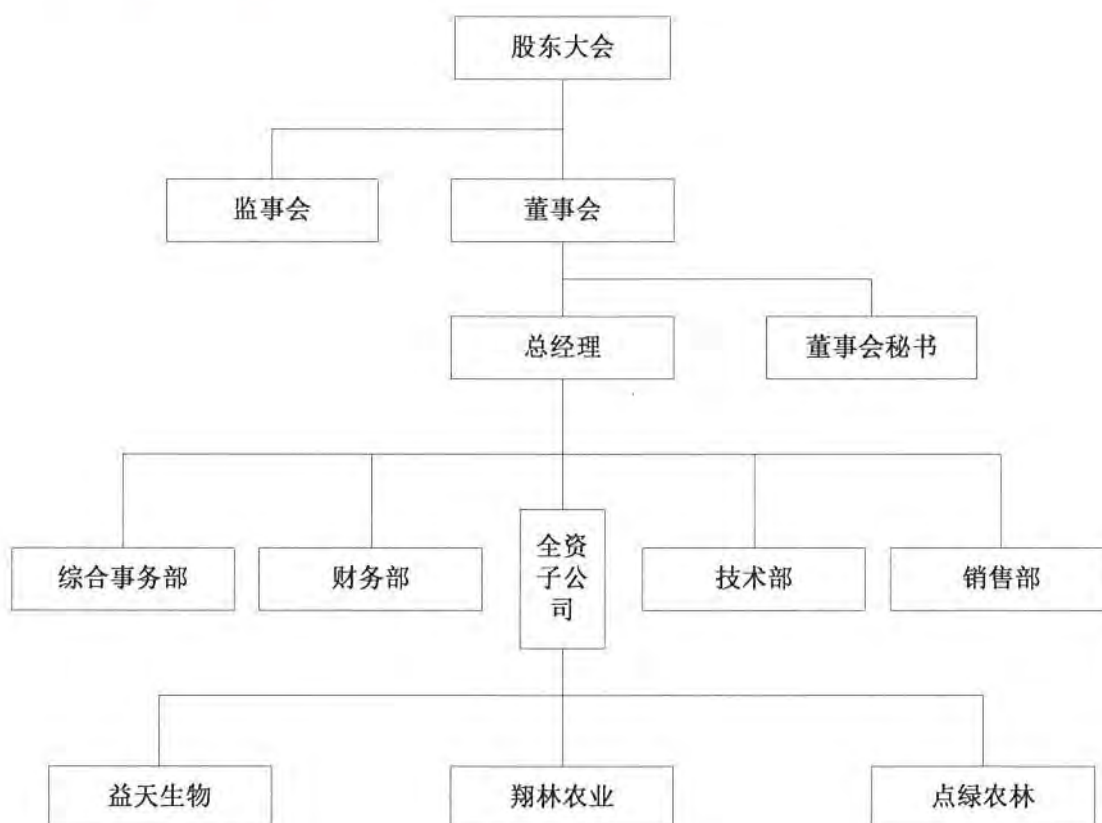 股东大会
监事会
董事会
总经理
董事会秘书
综合事务部
财务部
全资
子公
司
技术部
销售部
益天生物
翔林农业
点绿农林